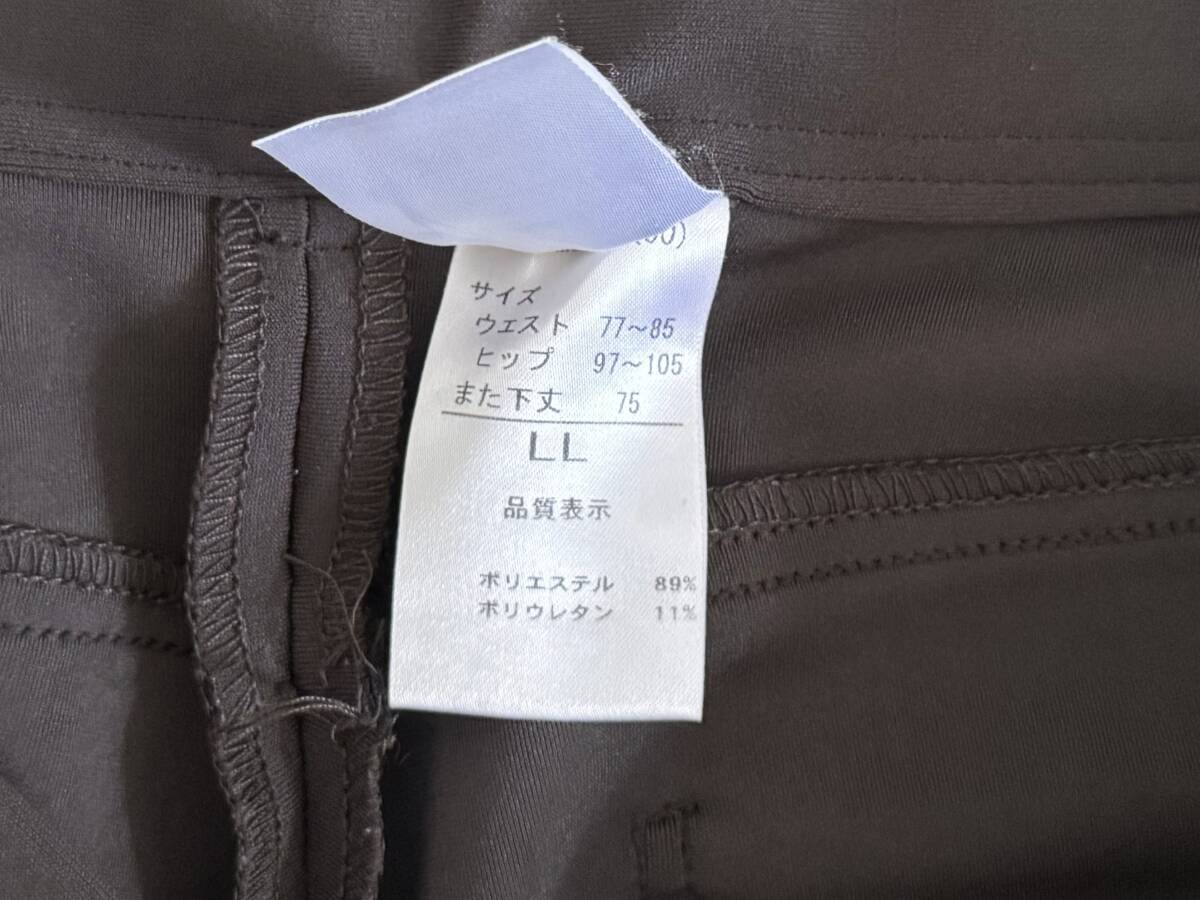 サイズ
ウェスト 77~85
ヒップ 97~105
また下丈 75
LL
品質表示
ポリエステル 89%
ポリウレタン 11%